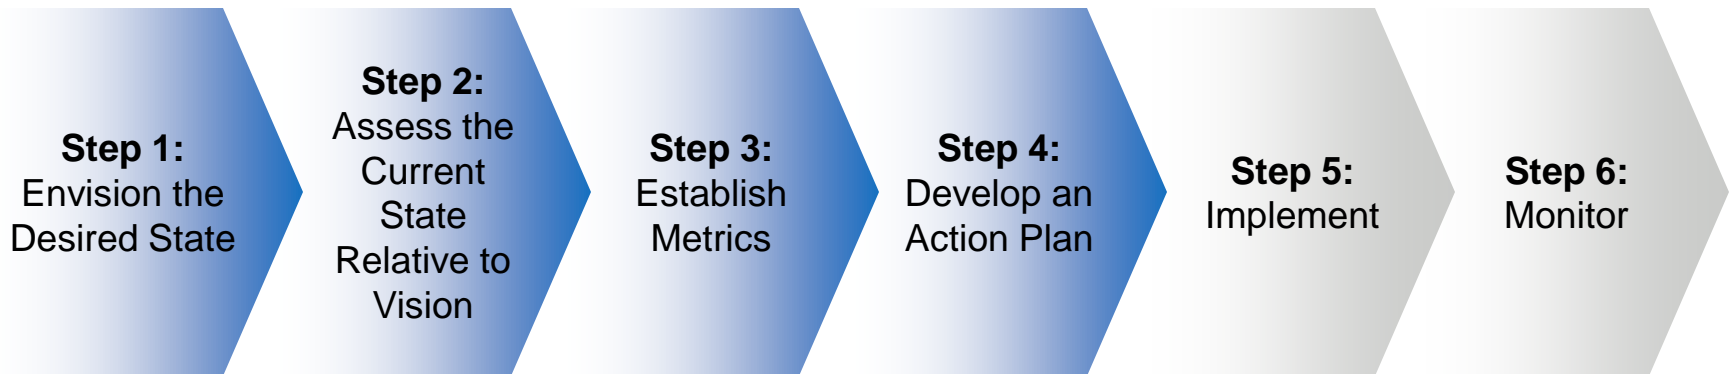 Step 1:
Envision the
Desired State
Step 2:
Assess the
Current
State
Relative to
Vision
Step 3:
Establish
Metrics
Step 4:
Develop an
Action Plan
Step 5:
Implement
Step 6:
Monitor